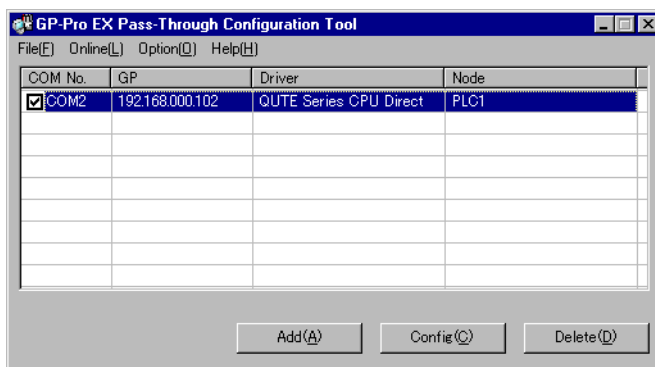 GP-Pro EX Pass-Through Configuration Tool
File(F) Online(L) Option(O) Help(H)
COM No. GP Driver Node
COM2 192.168.000.102 QUTE Series CPU Direct PLC1
Add(A) Config(C) Delete(D)